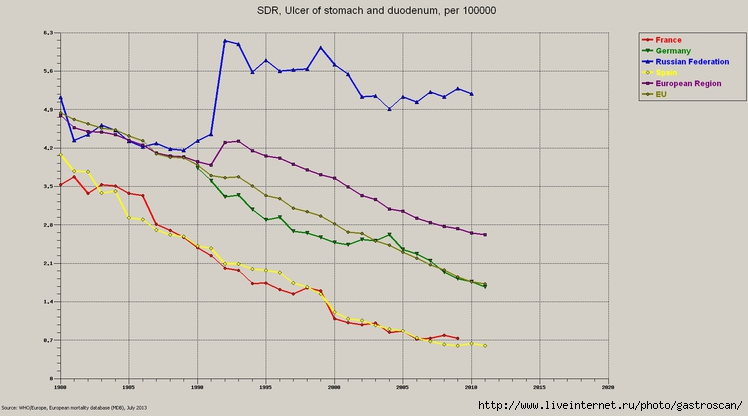 SDR, Ulcer of stomach and duodenum, per 100000
6,3
5,6
4,9
4,2
3,5
2,8
2,1
1,4
0,7
0
1980
1985
1990
1995
2000
2005
2010
2015
2020
France
Germany
Russian Federation
Spain
European Region
EU
Source: WHO/Europe, European mortality database (MDB), July 2013
http://www.liveinternet.ru/photo/gastroscan/